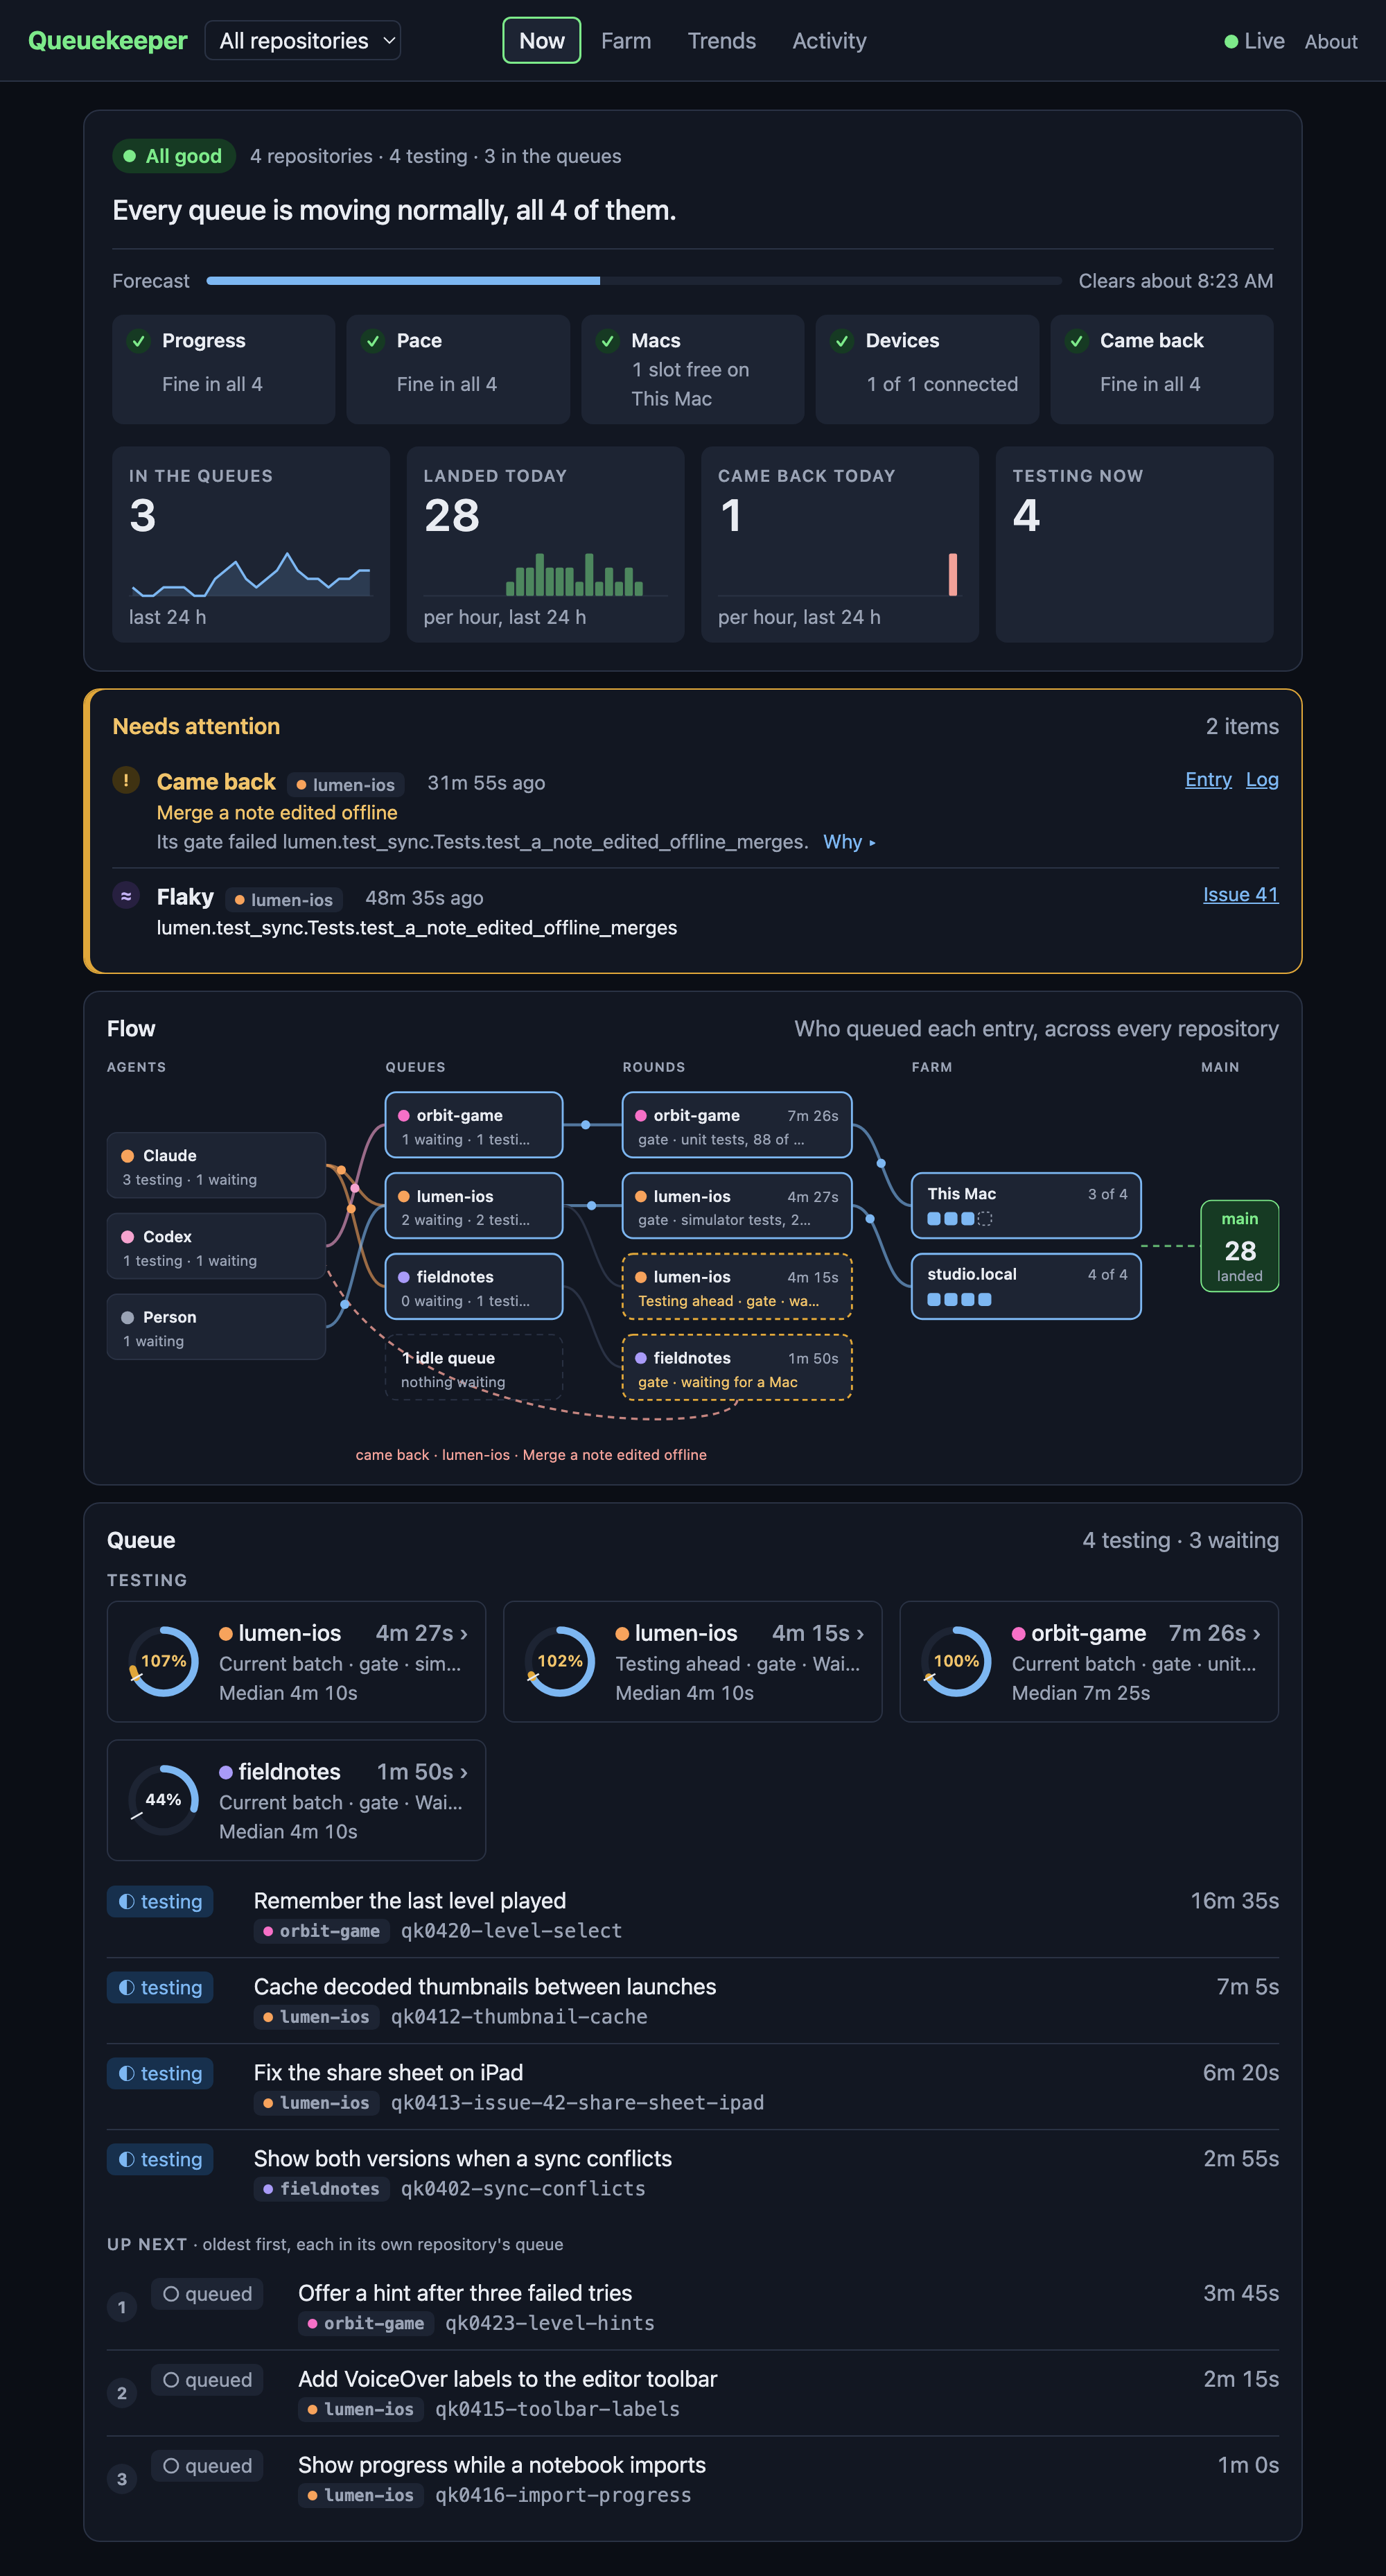 Queuekeeper All repositories Now Farm Trends Activity Live About
All good 4 repositories · 4 testing · 3 in the queues
Every queue is moving normally, all 4 of them.
Forecast Clears about 8:23 AM
Progress
Fine in all 4
Pace
Fine in all 4
Macs
1 slot free on
This Mac
Devices
1 of 1 connected
Came back
Fine in all 4
IN THE QUEUES
3
last 24 h
LANDED TODAY
28
per hour, last 24 h
CAME BACK TODAY
1
per hour, last 24 h
TESTING NOW
4
Needs attention 2 items
! Came back lumen-ios 31m 55s ago Entry Log
Merge a note edited offline
Its gate failed lumen.test_sync.Tests.test_a_note_edited_offline_merges. Why ▸
≈ Flaky lumen-ios 48m 35s ago Issue 41
lumen.test_sync.Tests.test_a_note_edited_offline_merges
Flow Who queued each entry, across every repository
AGENTS QUEUES ROUNDS FARM MAIN
Claude
3 testing · 1 waiting
Codex
1 testing · 1 waiting
Person
1 waiting
orbit-game
1 waiting · 1 testi...
lumen-ios
2 waiting · 2 testi...
fieldnotes
0 waiting · 1 testi...
1 idle queue
nothing waiting
orbit-game 7m 26s
gate · unit tests, 88 of ...
lumen-ios 4m 27s
gate · simulator tests, 2...
lumen-ios 4m 15s
Testing ahead · gate · wa...
fieldnotes 1m 50s
gate · waiting for a Mac
This Mac 3 of 4
studio.local 4 of 4
main
28
landed
came back · lumen-ios · Merge a note edited offline
Queue 4 testing · 3 waiting
TESTING
107% lumen-ios 4m 27s ›
Current batch · gate · sim...
Median 4m 10s
102% lumen-ios 4m 15s ›
Testing ahead · gate · Wai...
Median 4m 10s
100% orbit-game 7m 26s ›
Current batch · gate · unit...
Median 7m 25s
44% fieldnotes 1m 50s ›
Current batch · gate · Wai...
Median 4m 10s
testing Remember the last level played 16m 35s
orbit-game qk0420-level-select
testing Cache decoded thumbnails between launches 7m 5s
lumen-ios qk0412-thumbnail-cache
testing Fix the share sheet on iPad 6m 20s
lumen-ios qk0413-issue-42-share-sheet-ipad
testing Show both versions when a sync conflicts 2m 55s
fieldnotes qk0402-sync-conflicts
UP NEXT · oldest first, each in its own repository's queue
1 queued Offer a hint after three failed tries 3m 45s
orbit-game qk0423-level-hints
2 queued Add VoiceOver labels to the editor toolbar 2m 15s
lumen-ios qk0415-toolbar-labels
3 queued Show progress while a notebook imports 1m 0s
lumen-ios qk0416-import-progress